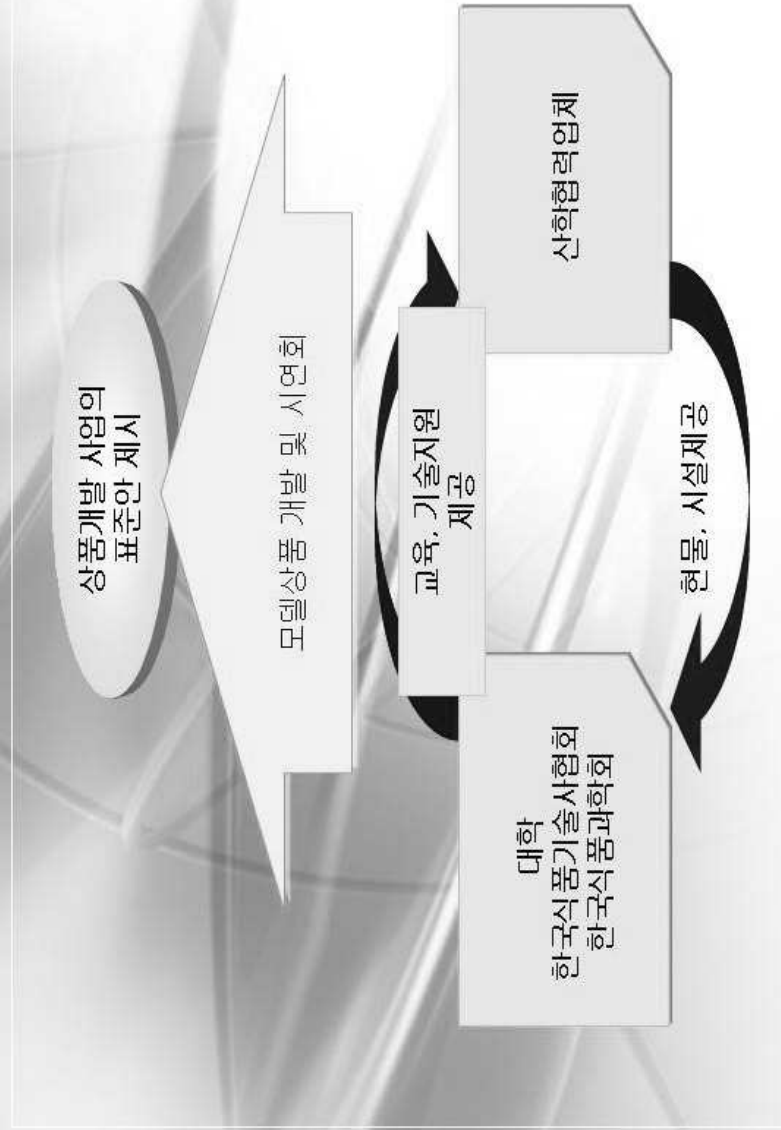 상품개발 사업의
표준안 제시
모델상품 개발 및 시연회
교육, 기술지원
제공
대학
한국식품기술사협회
한국식품과학회
산학협력업체
현물, 시설제공